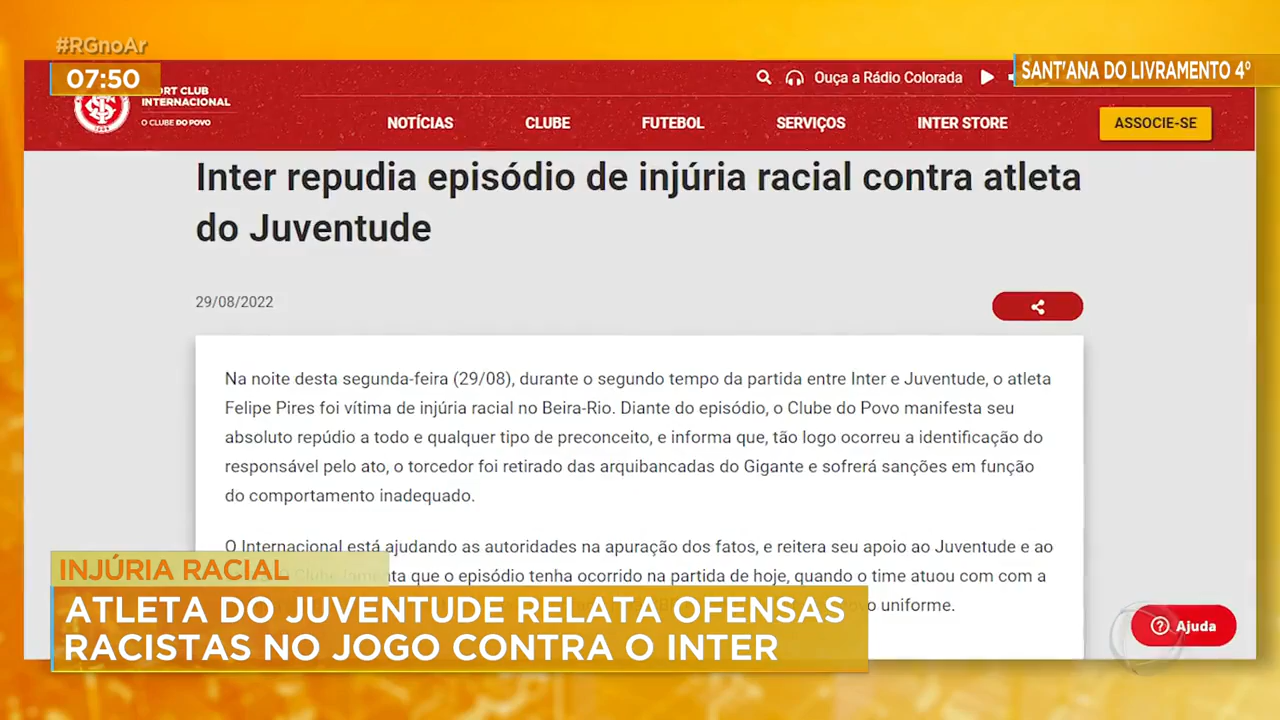 #RGnoAr
07:50
SANT'ANA DO LIVRAMENTO 4º
Ouça a Rádio Colorada
ORT CLUB
INTERNACIONAL
O CLUBE DO POVO
NOTÍCIAS CLUBE FUTEBOL SERVIÇOS INTER STORE ASSOCIE-SE
Inter repudia episódio de injúria racial contra atleta
do Juventude
29/08/2022
Na noite desta segunda-feira (29/08), durante o segundo tempo da partida entre Inter e Juventude, o atleta
Felipe Pires foi vítima de injúria racial no Beira-Rio. Diante do episódio, o Clube do Povo manifesta seu
absoluto repúdio a todo e qualquer tipo de preconceito, e informa que, tão logo ocorreu a identificação do
responsável pelo ato, o torcedor foi retirado das arquibancadas do Gigante e sofrerá sanções em função
do comportamento inadequado.
O Internacional está ajudando as autoridades na apuração dos fatos, e reitera seu apoio ao Juventude e ao
que o episódio tenha ocorrido na partida de hoje, quando o time atuou com com a
uniforme.
INJÚRIA RACIAL
ATLETA DO JUVENTUDE RELATA OFENSAS
RACISTAS NO JOGO CONTRA O INTER
Ajuda